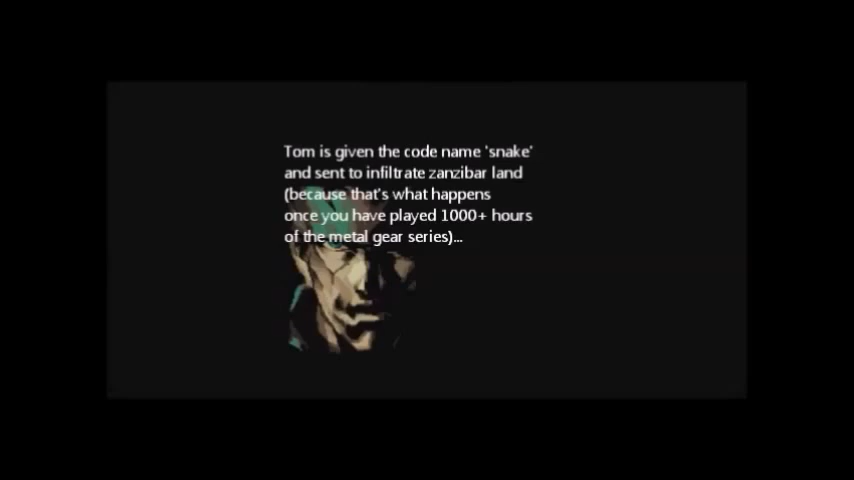 Tom is given the code name 'snake'
and sent to infiltrate zanzibar land
(because that's what happens
once you have played 1000+ hours
of the metal gear series)...